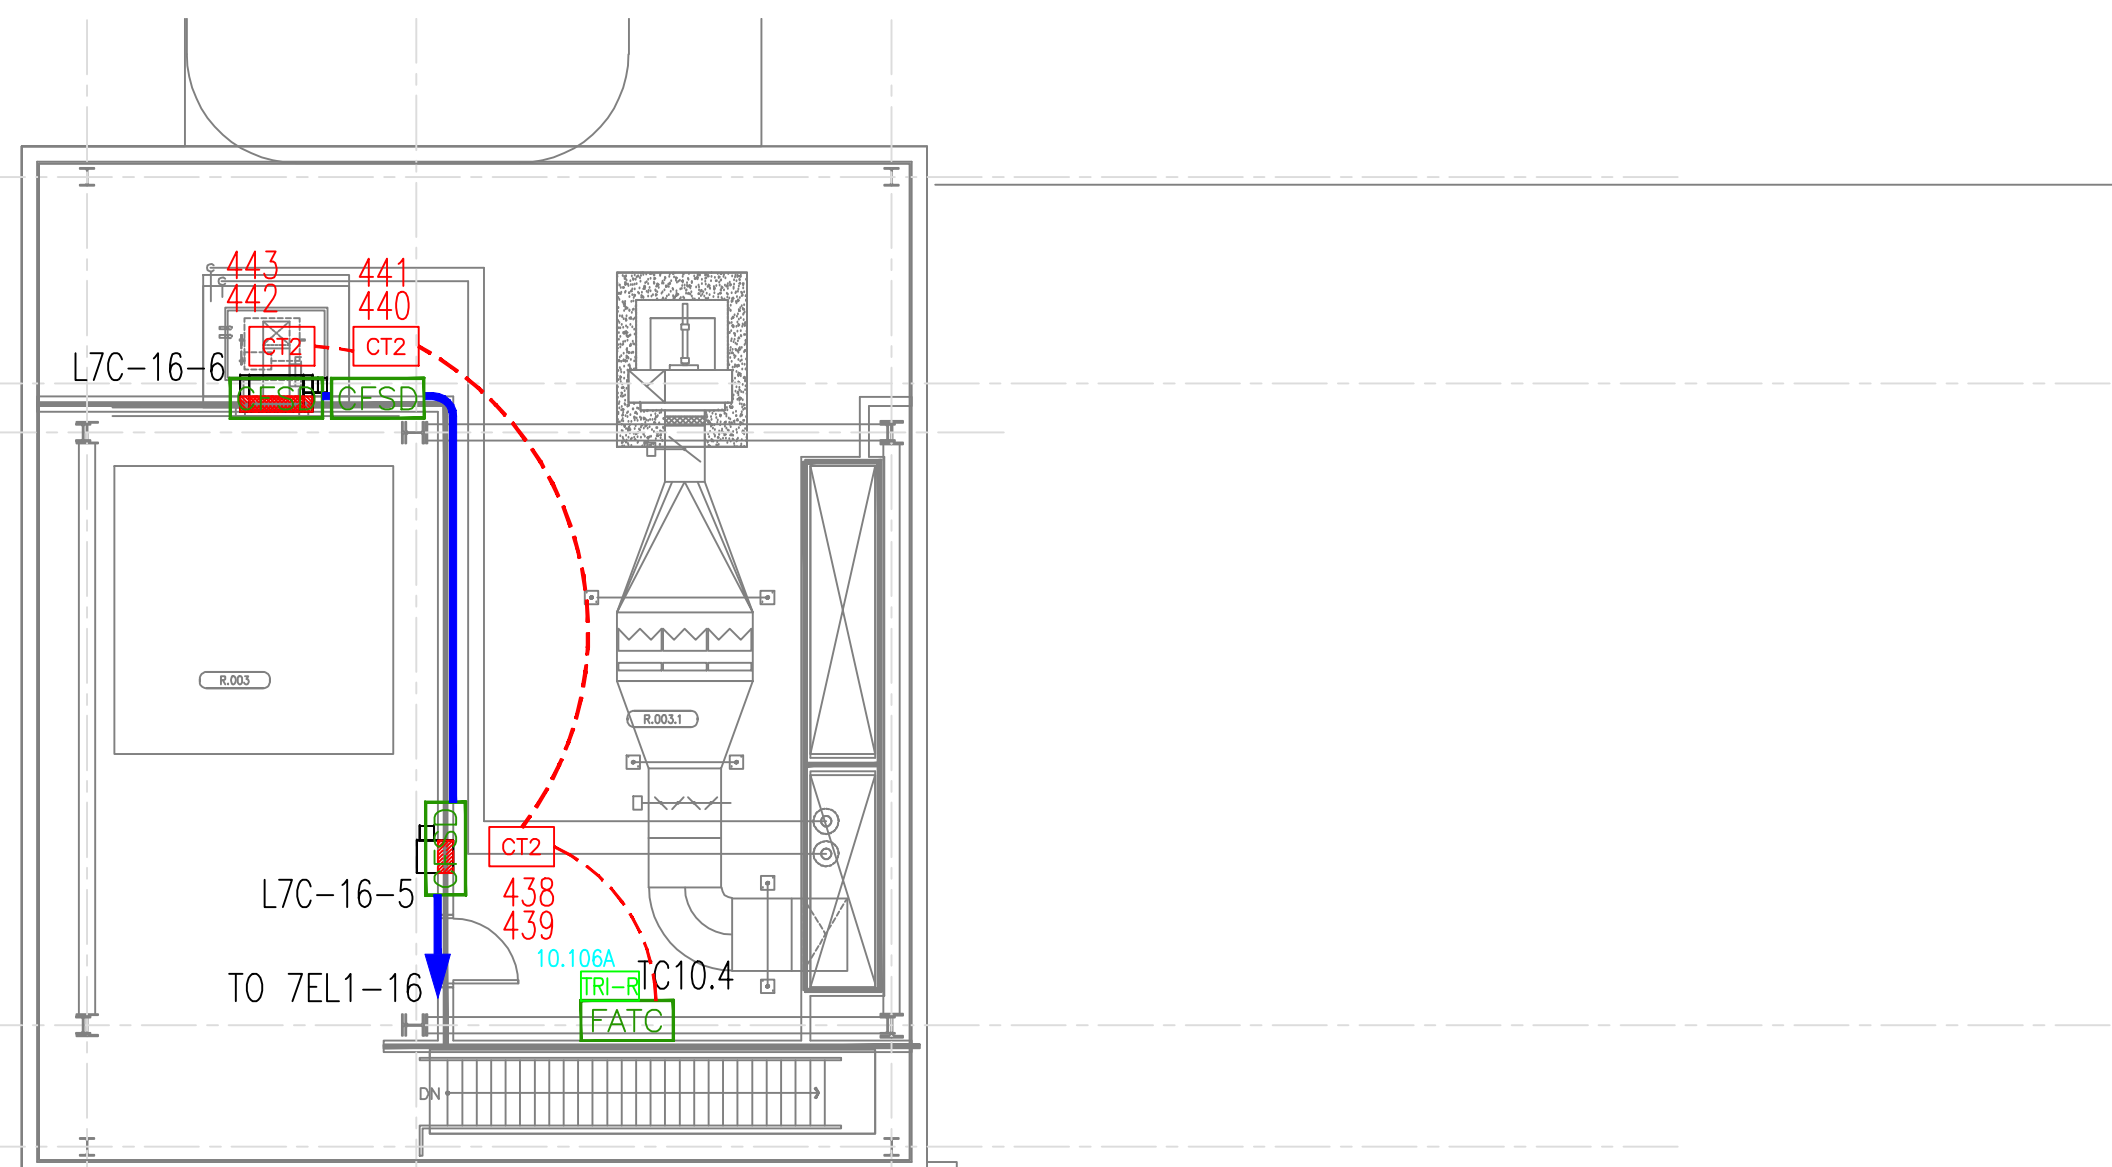 C
443
441
C
442
440
CT2
CT2
L7C-16-6
CFSD
CFSD
R.003
R.003.1
CFSD
CT2
L7C-16-5
438
439
10.106A
TC10.4
TRI-R
TO 7EL1-16
FATC
DN